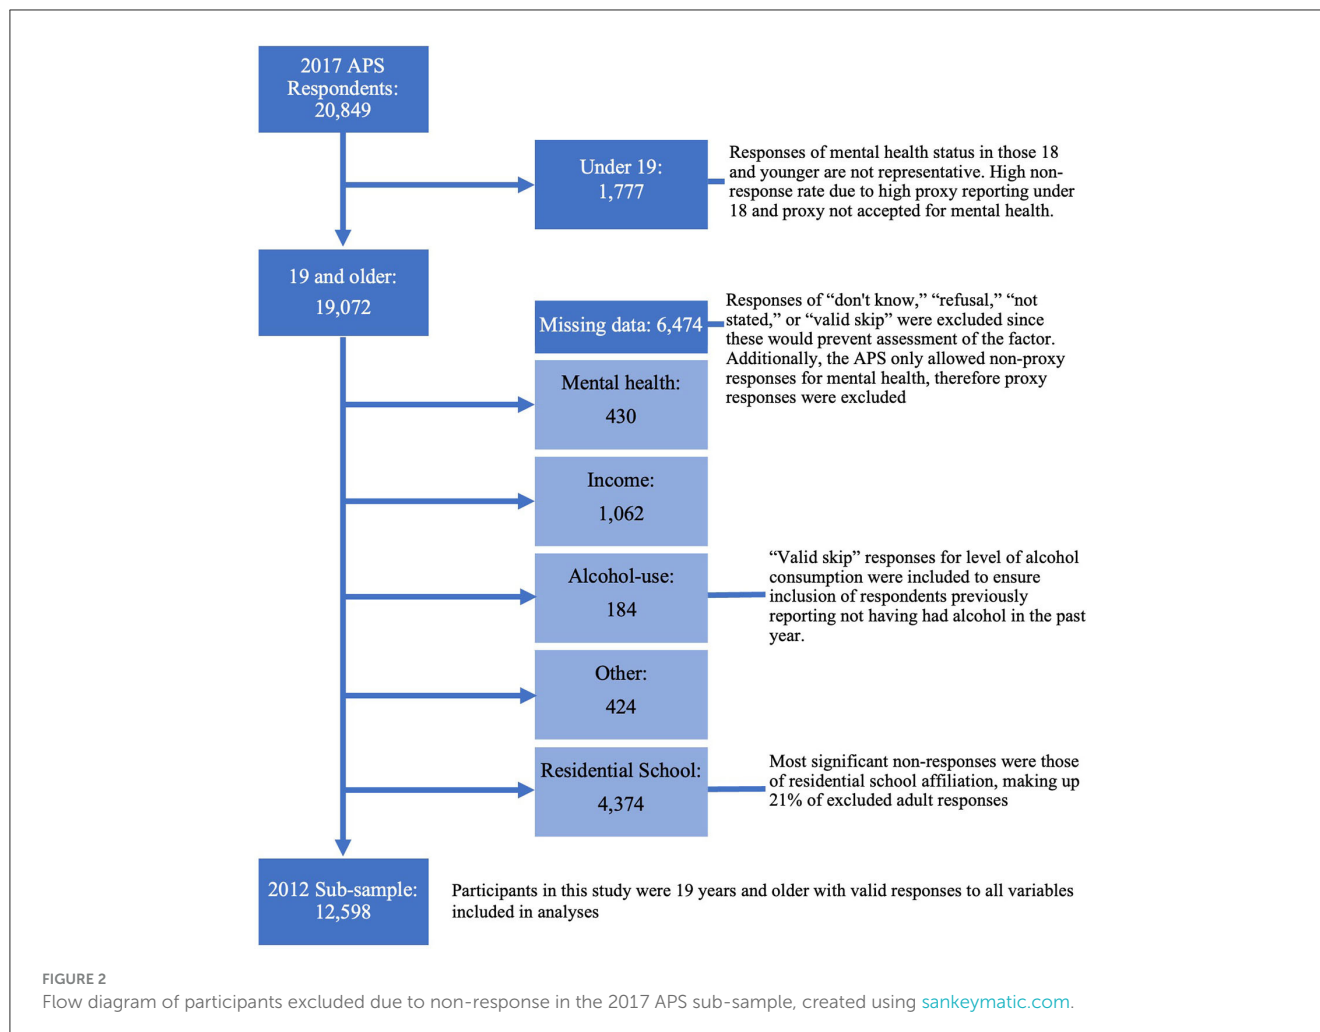 2017 APS
Respondents:
20,849
Under 19:
1,777
Responses of mental health status in those 18
and younger are not representative. High non-
response rate due to high proxy reporting under
18 and proxy not accepted for mental health.
19 and older:
19,072
Missing data: 6,474
Responses of “don't know,” “refusal,” “not
stated,” or “valid skip” were excluded since
these would prevent assessment of the factor.
Additionally, the APS only allowed non-proxy
responses for mental health, therefore proxy
responses were excluded
Mental health:
430
Income:
1,062
Alcohol-use:
184
“Valid skip” responses for level of alcohol
consumption were included to ensure
inclusion of respondents previously
reporting not having had alcohol in the past
year.
Other:
424
Residential School:
4,374
Most significant non-responses were those
of residential school affiliation, making up
21% of excluded adult responses
2012 Sub-sample:
12,598
Participants in this study were 19 years and older with valid responses to all variables
included in analyses
FIGURE 2
Flow diagram of participants excluded due to non-response in the 2017 APS sub-sample, created using sankeymatic.com.